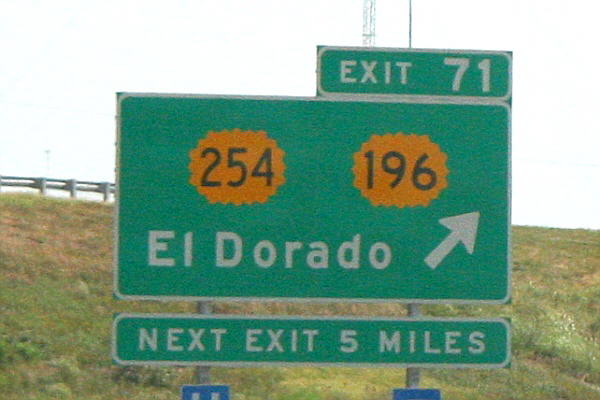 EXIT 71
254 196
El Dorado
NEXT EXIT 5 MILES
H